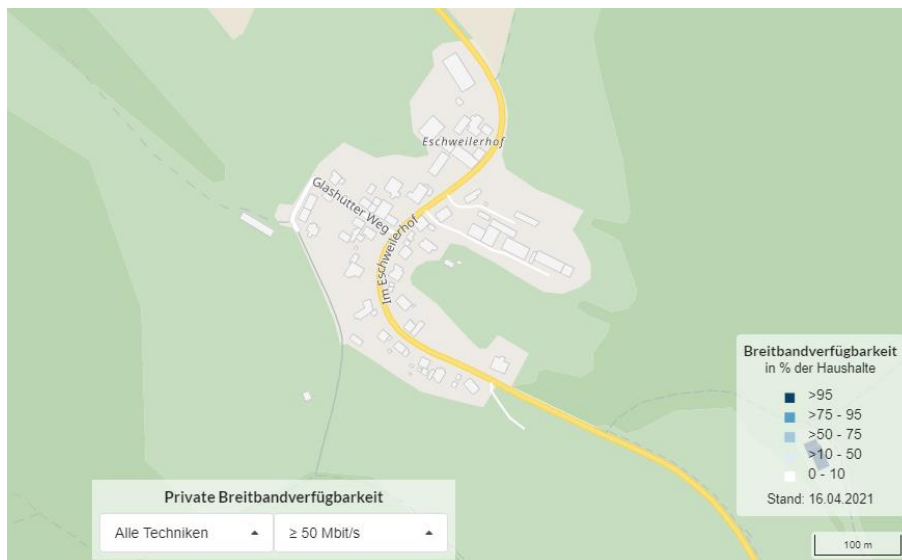 Eschweilerhof
Glashütter Weg
Im Eschweilerhof
Breitbandverfügbarkeit
in % der Haushalte
>95
>75 - 95
>50 - 75
>10 - 50
0 - 10
Stand: 16.04.2021
Private Breitbandverfügbarkeit
Alle Techniken
≥ 50 Mbit/s
100 m